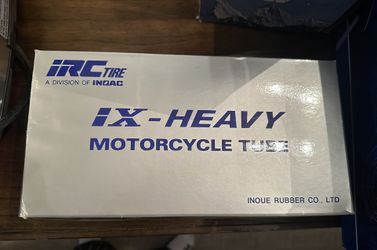 iRC TIRE
A DIVISION OF INOAC
iX-HEAVY
MOTORCYCLE TUBE
INOUE RUBBER CO., LTD